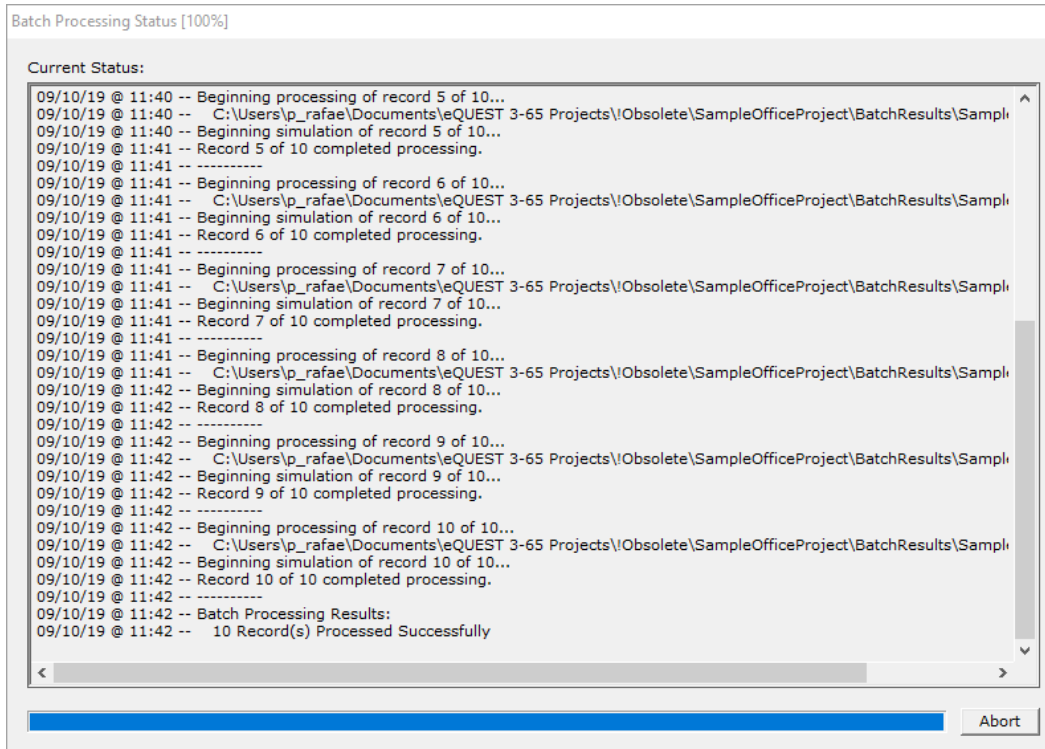 Batch Processing Status [100%]
Current Status:
09/10/19 @ 11:40 -- Beginning processing of record 5 of 10...
09/10/19 @ 11:40 --    C:\Users\p_rafae\Documents\eQUEST 3-65 Projects\!Obsolete\SampleOfficeProject\BatchResults\Sample
09/10/19 @ 11:40 -- Beginning simulation of record 5 of 10...
09/10/19 @ 11:41 -- Record 5 of 10 completed processing.
09/10/19 @ 11:41 -- ----------
09/10/19 @ 11:41 -- Beginning processing of record 6 of 10...
09/10/19 @ 11:41 --    C:\Users\p_rafae\Documents\eQUEST 3-65 Projects\!Obsolete\SampleOfficeProject\BatchResults\Sample
09/10/19 @ 11:41 -- Beginning simulation of record 6 of 10...
09/10/19 @ 11:41 -- Record 6 of 10 completed processing.
09/10/19 @ 11:41 -- ----------
09/10/19 @ 11:41 -- Beginning processing of record 7 of 10...
09/10/19 @ 11:41 --    C:\Users\p_rafae\Documents\eQUEST 3-65 Projects\!Obsolete\SampleOfficeProject\BatchResults\Sample
09/10/19 @ 11:41 -- Beginning simulation of record 7 of 10...
09/10/19 @ 11:41 -- Record 7 of 10 completed processing.
09/10/19 @ 11:41 -- ----------
09/10/19 @ 11:41 -- Beginning processing of record 8 of 10...
09/10/19 @ 11:41 --    C:\Users\p_rafae\Documents\eQUEST 3-65 Projects\!Obsolete\SampleOfficeProject\BatchResults\Sample
09/10/19 @ 11:42 -- Beginning simulation of record 8 of 10...
09/10/19 @ 11:42 -- Record 8 of 10 completed processing.
09/10/19 @ 11:42 -- ----------
09/10/19 @ 11:42 -- Beginning processing of record 9 of 10...
09/10/19 @ 11:42 --    C:\Users\p_rafae\Documents\eQUEST 3-65 Projects\!Obsolete\SampleOfficeProject\BatchResults\Sample
09/10/19 @ 11:42 -- Beginning simulation of record 9 of 10...
09/10/19 @ 11:42 -- Record 9 of 10 completed processing.
09/10/19 @ 11:42 -- ----------
09/10/19 @ 11:42 -- Beginning processing of record 10 of 10...
09/10/19 @ 11:42 --    C:\Users\p_rafae\Documents\eQUEST 3-65 Projects\!Obsolete\SampleOfficeProject\BatchResults\Sample
09/10/19 @ 11:42 -- Beginning simulation of record 10 of 10...
09/10/19 @ 11:42 -- Record 10 of 10 completed processing.
09/10/19 @ 11:42 -- ----------
09/10/19 @ 11:42 -- Batch Processing Results:
09/10/19 @ 11:42 --    10 Record(s) Processed Successfully
Abort